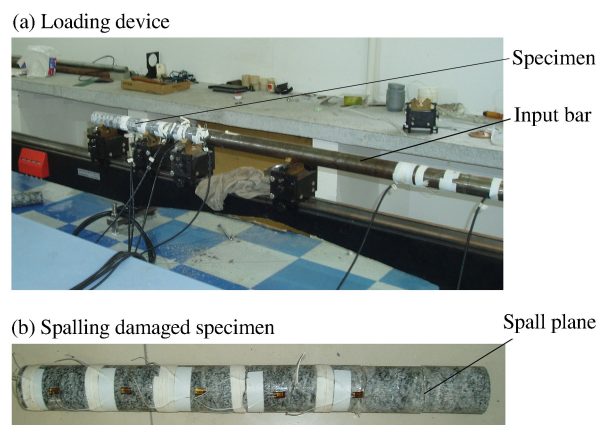 (a) Loading device
Specimen
Input bar
(b) Spalling damaged specimen
Spall plane